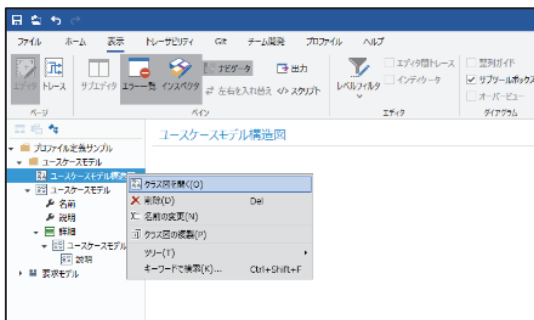 ファイル ホーム 表示 トレーサビリティ Git チーム開発 プロファイル ヘルプ
エディタ トレース サブエディタ エラー一覧 インスペクタ
ナビゲータ 出力
左右を入れ替え スクリプト
レベルフィルタ
エディタ間トレース
インディケータ
整列ガイド
サブツールボックス
オーバービュー
ページ ペイン エディタ ダイアグラム
プロファイル定義サンプル
ユースケースモデル
ユースケースモデル構造図
ユースケースモデル
名前
説明
詳細
ユースケースモデル
説明
要求モデル
ユースケースモデル構造図
クラス図を開く(O)
削除(D) Del
名前の変更(N)
クラス図の複製(P)
ツリー(T)
キーワードで検索(K)... Ctrl+Shift+F